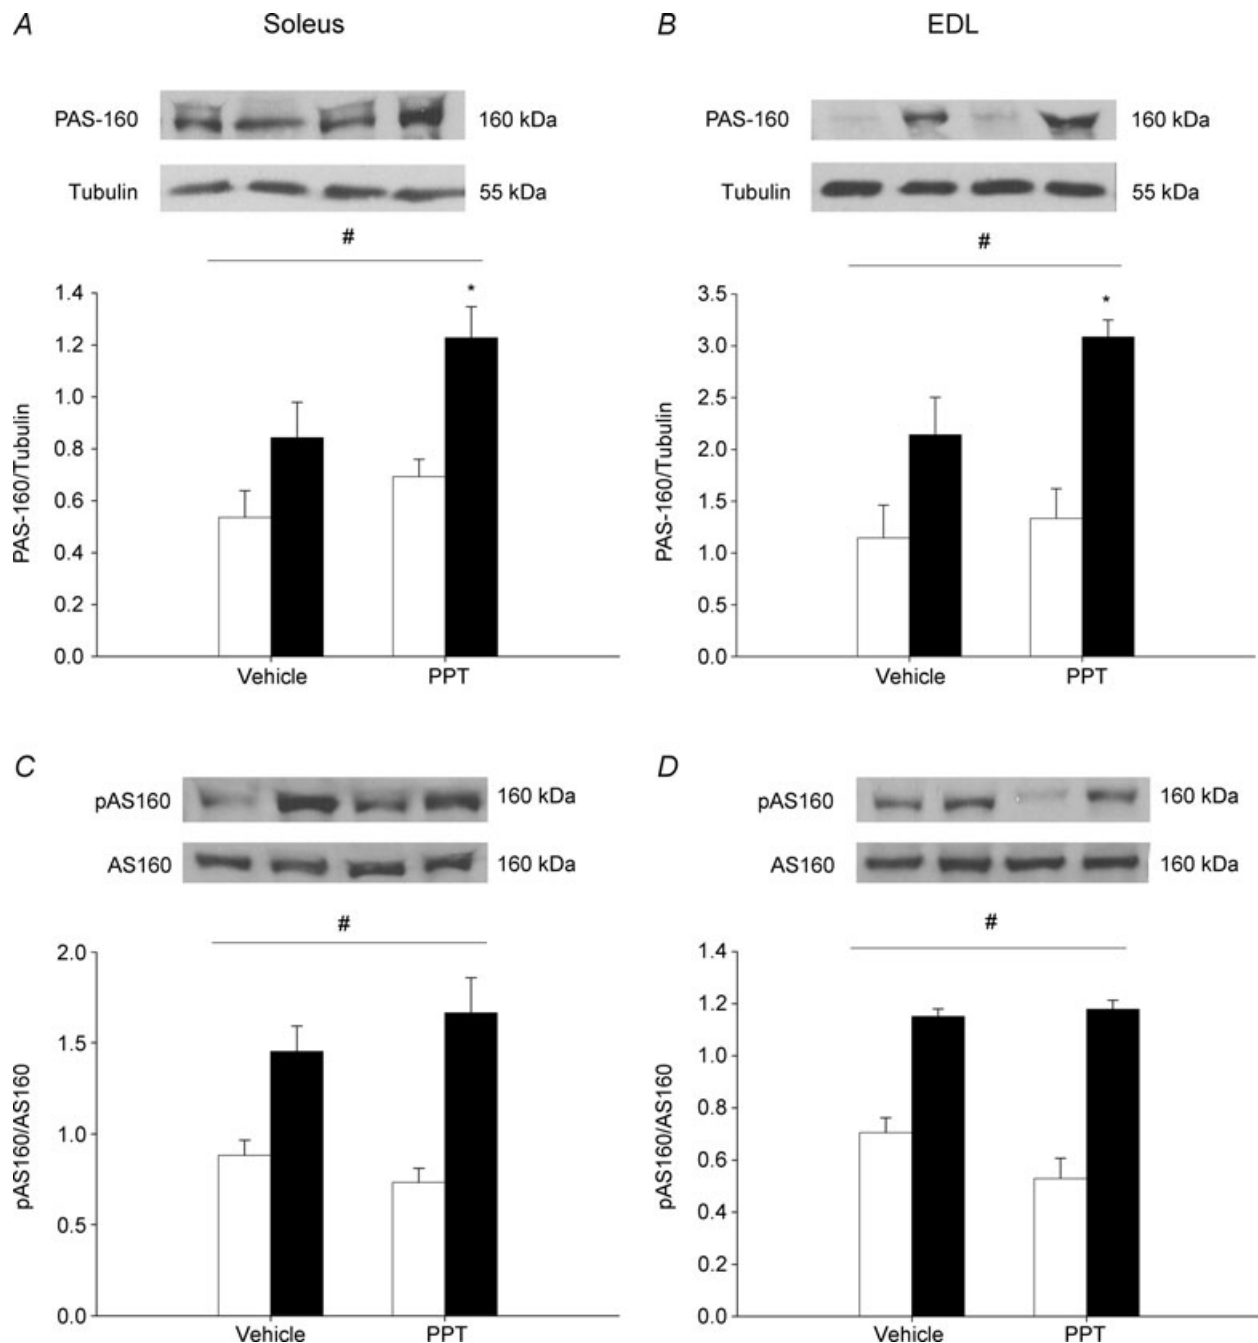 A Soleus
PAS-160 160 kDa
Tubulin 55 kDa
#
*
PAS-160/Tubulin
1.4
1.2
1.0
0.8
0.6
0.4
0.2
0.0
Vehicle PPT
B EDL
PAS-160 160 kDa
Tubulin 55 kDa
#
*
PAS-160/Tubulin
3.5
3.0
2.5
2.0
1.5
1.0
0.5
0.0
Vehicle PPT
C
pAS160 160 kDa
AS160 160 kDa
#
pAS160/AS160
2.0
1.5
1.0
0.5
0.0
Vehicle PPT
D
pAS160 160 kDa
AS160 160 kDa
#
pAS160/AS160
1.4
1.2
1.0
0.8
0.6
0.4
0.2
0.0
Vehicle PPT